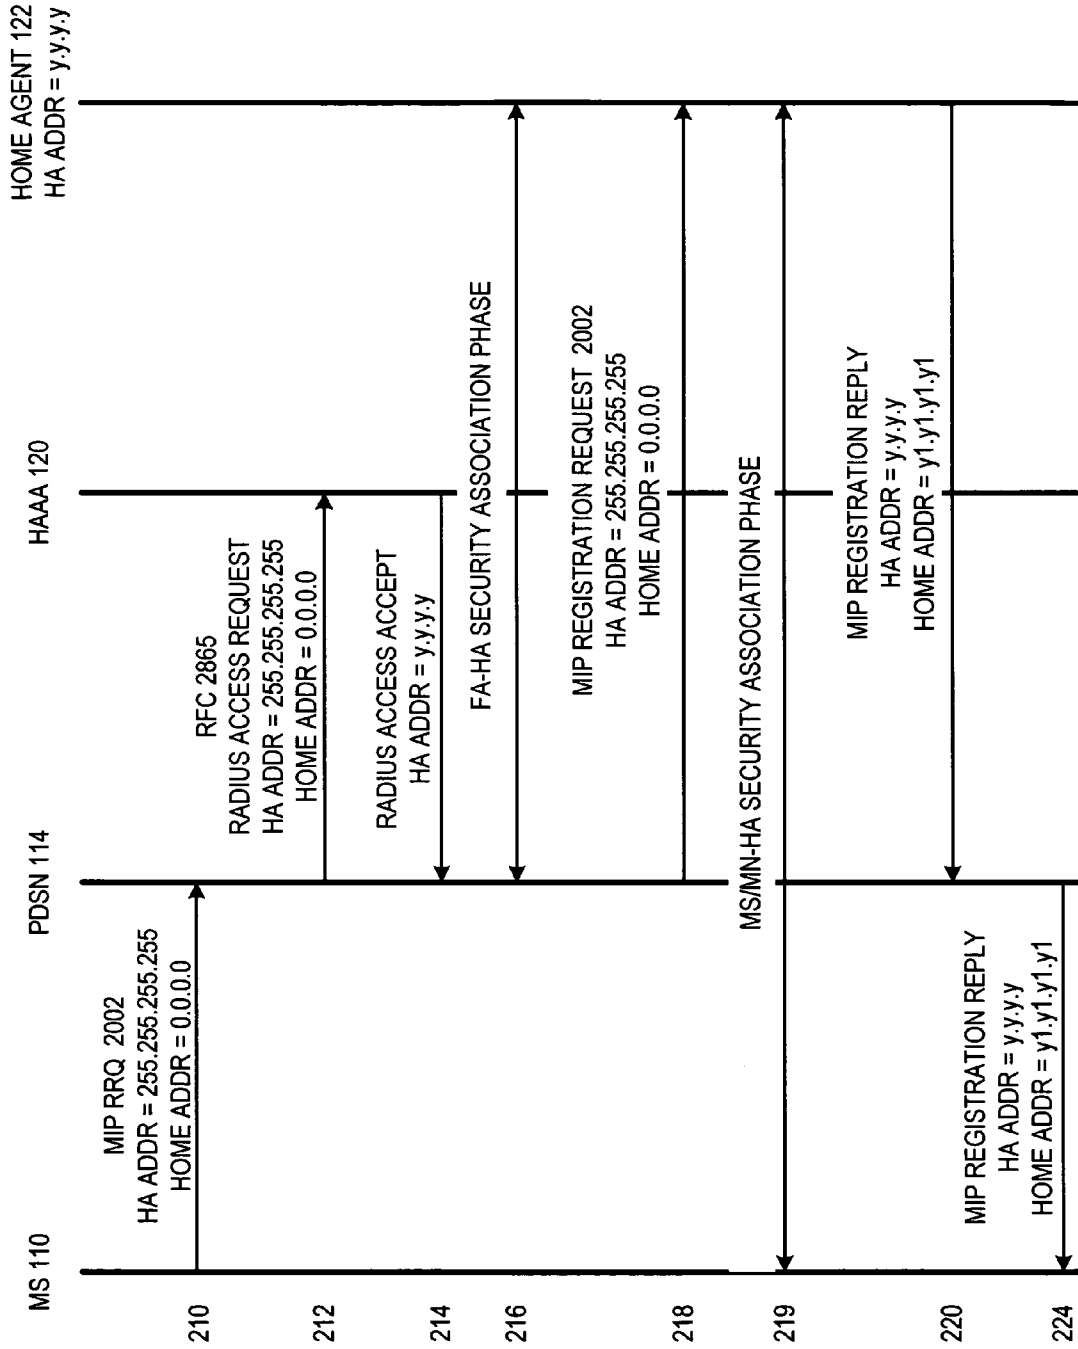 MS 110
PDSN 114
HAAA 120
HOME AGENT 122
HA ADDR = y.y.y.y
210
MIP RRQ 2002
HA ADDR = 255.255.255.255
HOME ADDR = 0.0.0.0
212
RFC 2865
RADIUS ACCESS REQUEST
HA ADDR = 255.255.255.255
HOME ADDR = 0.0.0.0
214
RADIUS ACCESS ACCEPT
HA ADDR = y.y.y.y
216
FA-HA SECURITY ASSOCIATION PHASE
218
MIP REGISTRATION REQUEST 2002
HA ADDR = 255.255.255.255
HOME ADDR = 0.0.0.0
219
MS/MN-HA SECURITY ASSOCIATION PHASE
220
MIP REGISTRATION REPLY
HA ADDR = y.y.y.y
HOME ADDR = y1.y1.y1.y1
224
MIP REGISTRATION REPLY
HA ADDR = y.y.y.y
HOME ADDR = y1.y1.y1.y1